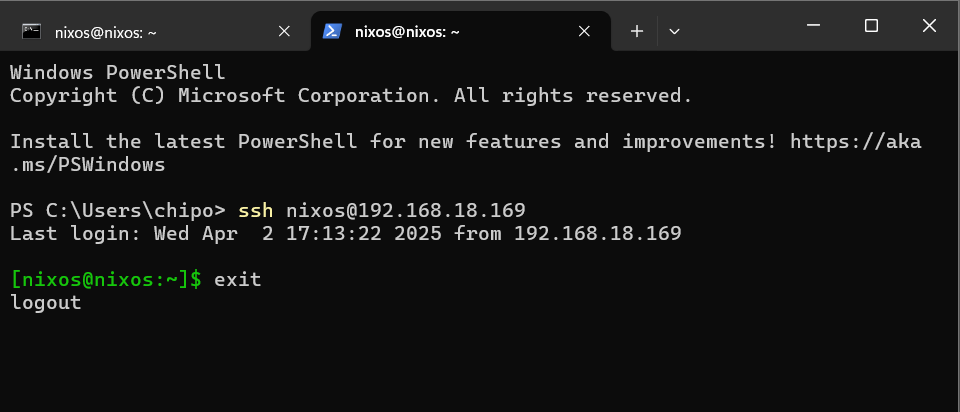 nixos@nixos: ~
nixos@nixos: ~
Windows PowerShell
Copyright (C) Microsoft Corporation. All rights reserved.
Install the latest PowerShell for new features and improvements! https://aka
.ms/PSWindows
PS C:\Users\chipo> ssh nixos@192.168.18.169
Last login: Wed Apr  2 17:13:22 2025 from 192.168.18.169
[nixos@nixos:~]$ exit
logout